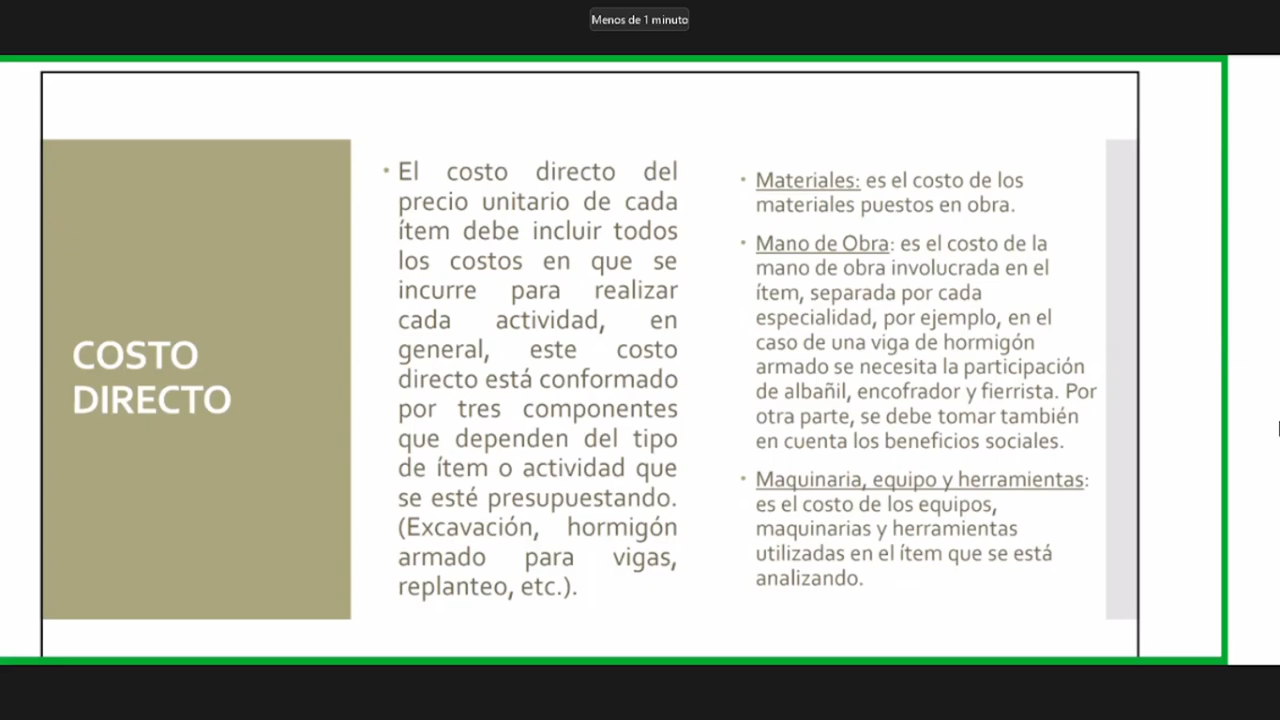 Menos de 1 minuto
COSTO
DIRECTO
• El costo directo del
precio unitario de cada
ítem debe incluir todos
los costos en que se
incurre para realizar
cada actividad, en
general, este costo
directo está conformado
por tres componentes
que dependen del tipo
de ítem o actividad que
se esté presupuestando.
(Excavación, hormigón
armado para vigas,
replanteo, etc.).
• Materiales: es el costo de los
materiales puestos en obra.
• Mano de Obra: es el costo de la
mano de obra involucrada en el
ítem, separada por cada
especialidad, por ejemplo, en el
caso de una viga de hormigón
armado se necesita la participación
de albañil, encofrador y fierrista. Por
otra parte, se debe tomar también
en cuenta los beneficios sociales.
• Maquinaria, equipo y herramientas:
es el costo de los equipos,
maquinarias y herramientas
utilizadas en el ítem que se está
analizando.